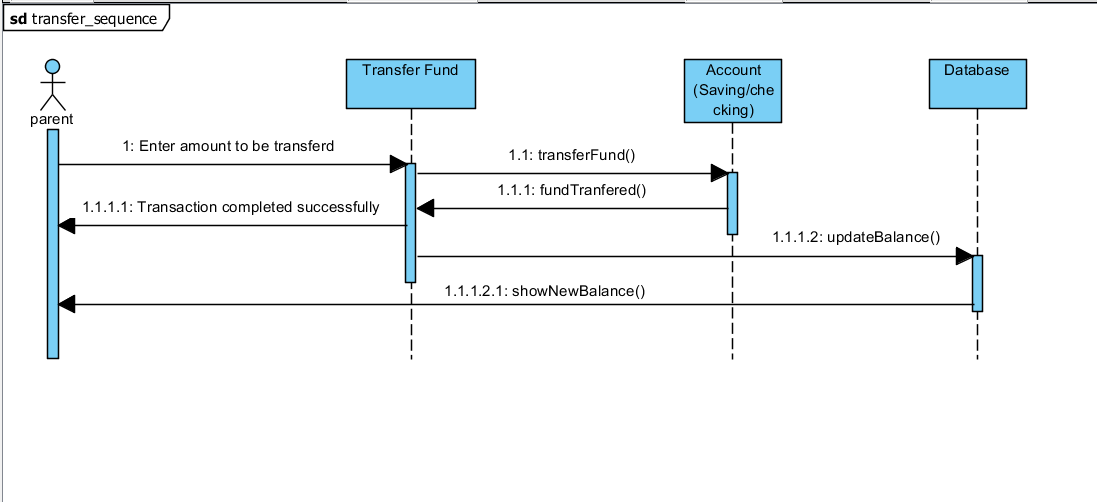 sd transfer_sequence
parent
Transfer Fund
Account
(Saving/che
cking)
Database
1: Enter amount to be transferd
1.1: transferFund()
1.1.1: fundTranfered()
1.1.1.1: Transaction completed successfully
1.1.1.2: updateBalance()
1.1.1.2.1: showNewBalance()